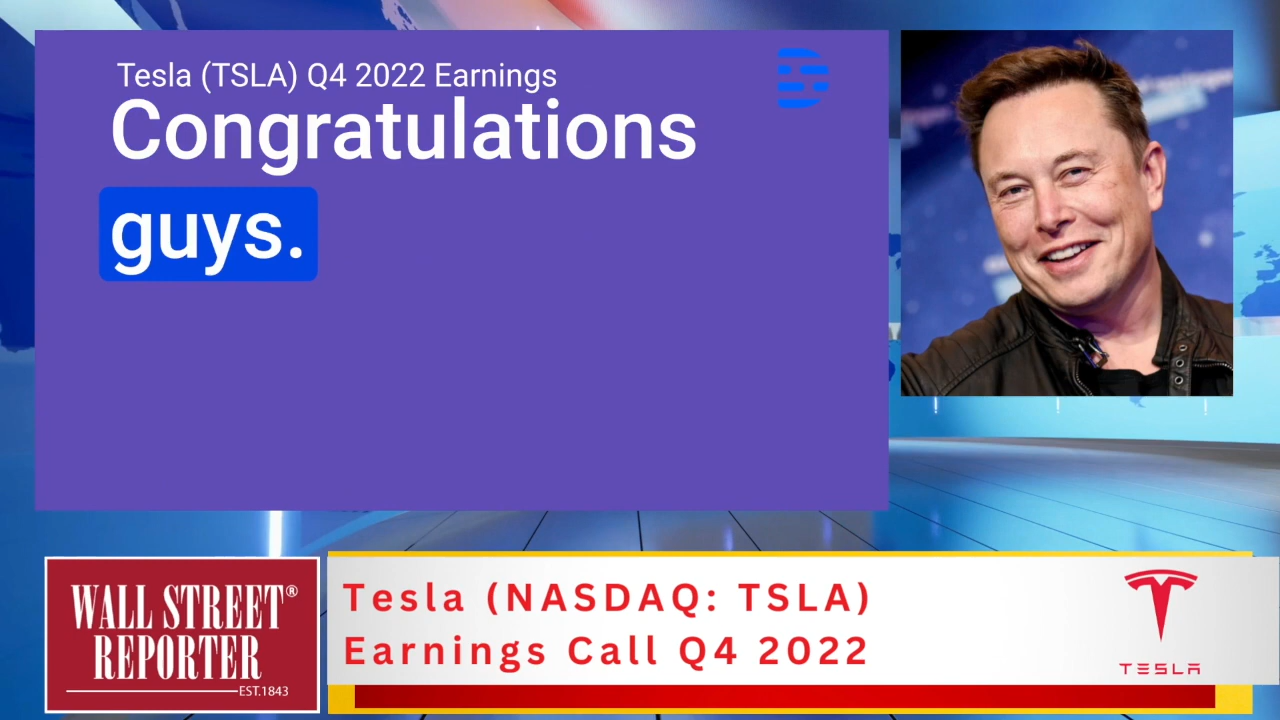 Tesla (TSLA) Q4 2022 Earnings
Congratulations
guys.
WALL STREET®
REPORTER
EST.1843
Tesla (NASDAQ: TSLA)
Earnings Call Q4 2022
TESLA